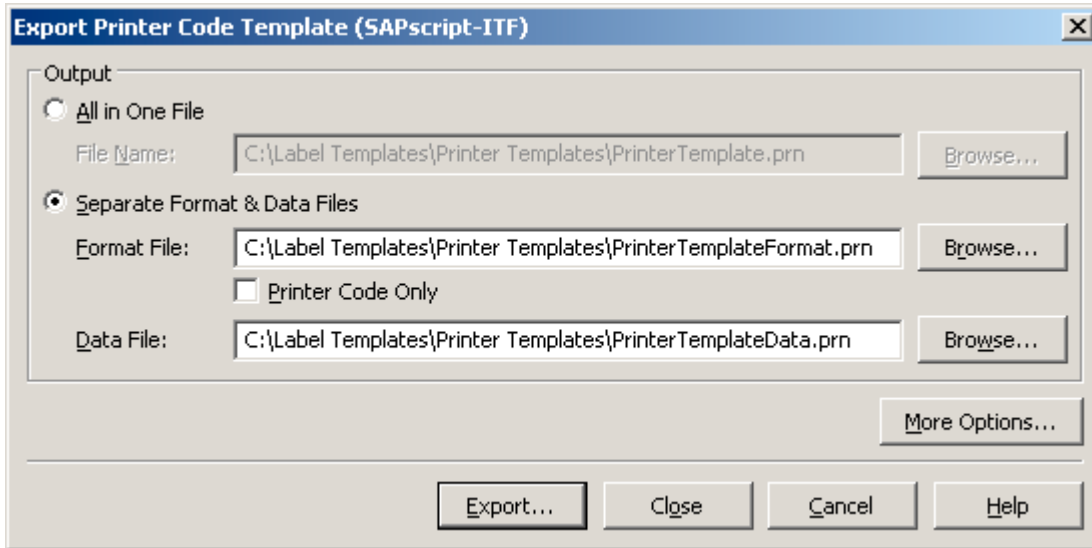 Export Printer Code Template (SAPscript-ITF)
Output
All in One File
File Name: C:\Label Templates\Printer Templates\PrinterTemplate.prn Browse...
Separate Format & Data Files
Format File: C:\Label Templates\Printer Templates\PrinterTemplateFormat.prn Browse...
Printer Code Only
Data File: C:\Label Templates\Printer Templates\PrinterTemplateData.prn Browse...
More Options...
Export... Close Cancel Help